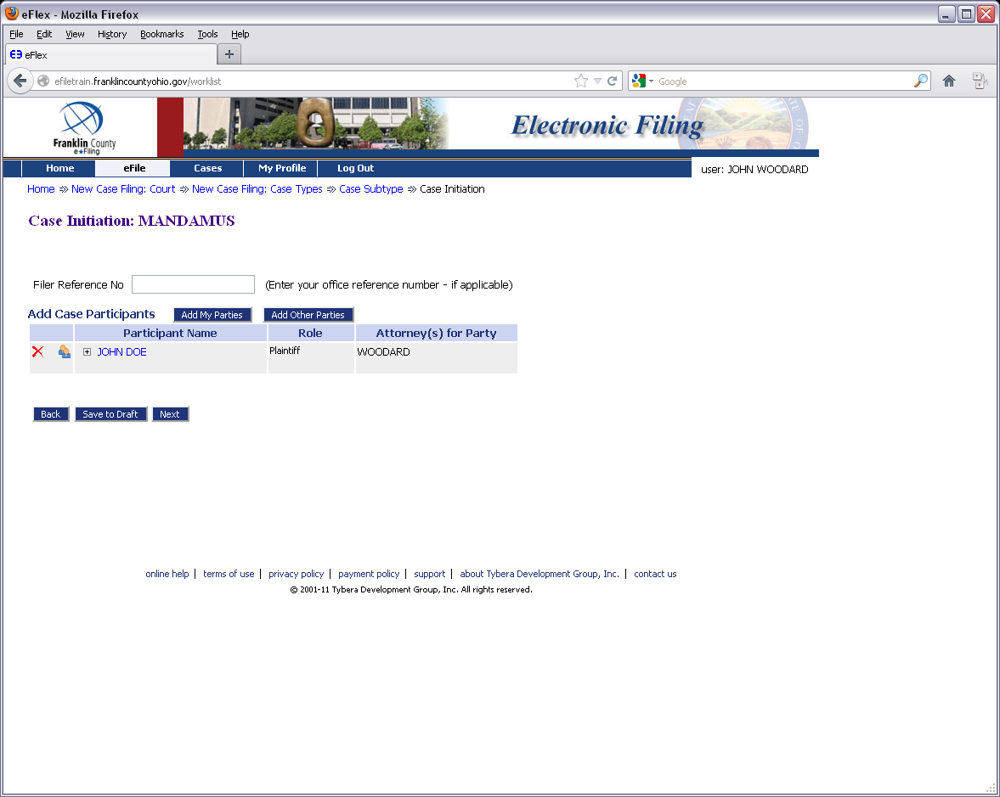 eFlex - Mozilla Firefox
File Edit View History Bookmarks Tools Help
eFlex
efiletrain.franklincountyohio.gov/worklist
Google
Franklin County
e★Filing
Electronic Filing
Home eFile Cases My Profile Log Out
user: JOHN WOODARD
Home ⇒ New Case Filing: Court ⇒ New Case Filing: Case Types ⇒ Case Subtype ⇒ Case Initiation
Case Initiation: MANDAMUS
Filer Reference No (Enter your office reference number - if applicable)
Add Case Participants Add My Parties Add Other Parties
Participant Name Role Attorney(s) for Party
JOHN DOE Plaintiff WOODARD
Back Save to Draft Next
online help | terms of use | privacy policy | payment policy | support | about Tybera Development Group, Inc. | contact us
© 2001-11 Tybera Development Group, Inc. All rights reserved.